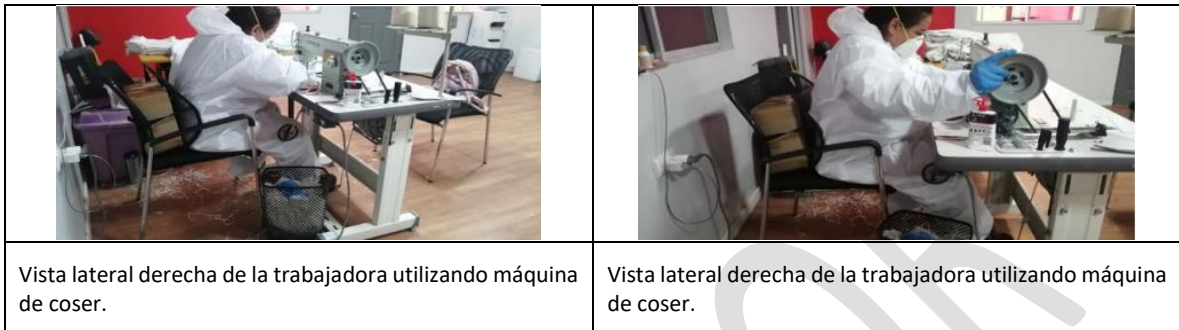 Vista lateral derecha de la trabajadora utilizando máquina
de coser.
Vista lateral derecha de la trabajadora utilizando máquina
de coser.